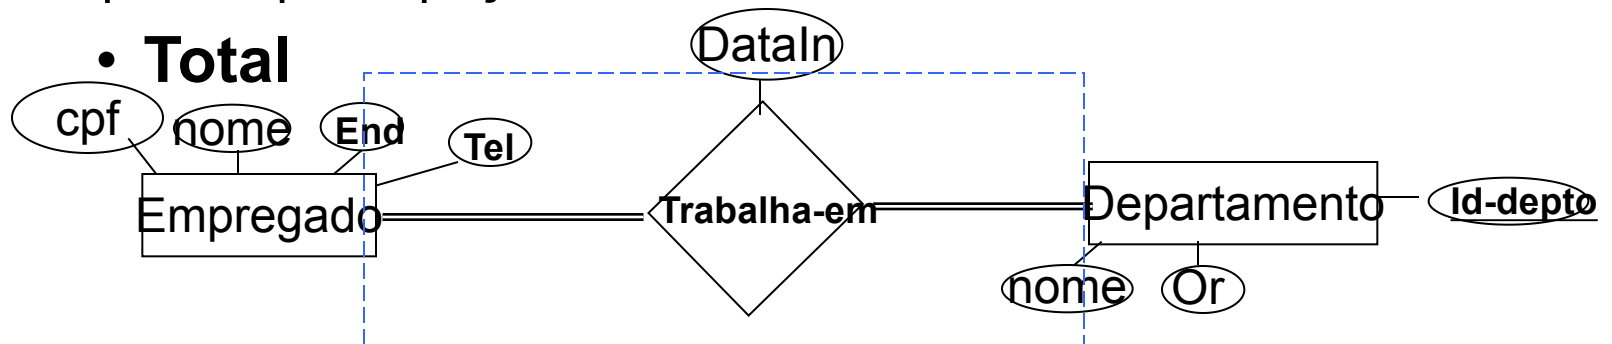 • Total
DataIn
cpf
nome
End
Tel
Empregado
Trabalha-em
Departamento
Id-depto
nome
Or